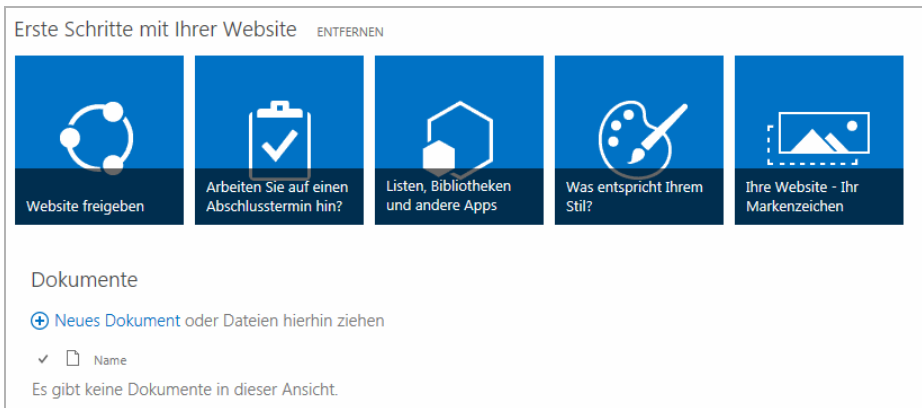 Erste Schritte mit Ihrer Website ENTFERNEN
Website freigeben
Arbeiten Sie auf einen
Abschlusstermin hin?
Listen, Bibliotheken
und andere Apps
Was entspricht Ihrem
Stil?
Ihre Website - Ihr
Markenzeichen
Dokumente
Neues Dokument oder Dateien hierhin ziehen
Name
Es gibt keine Dokumente in dieser Ansicht.